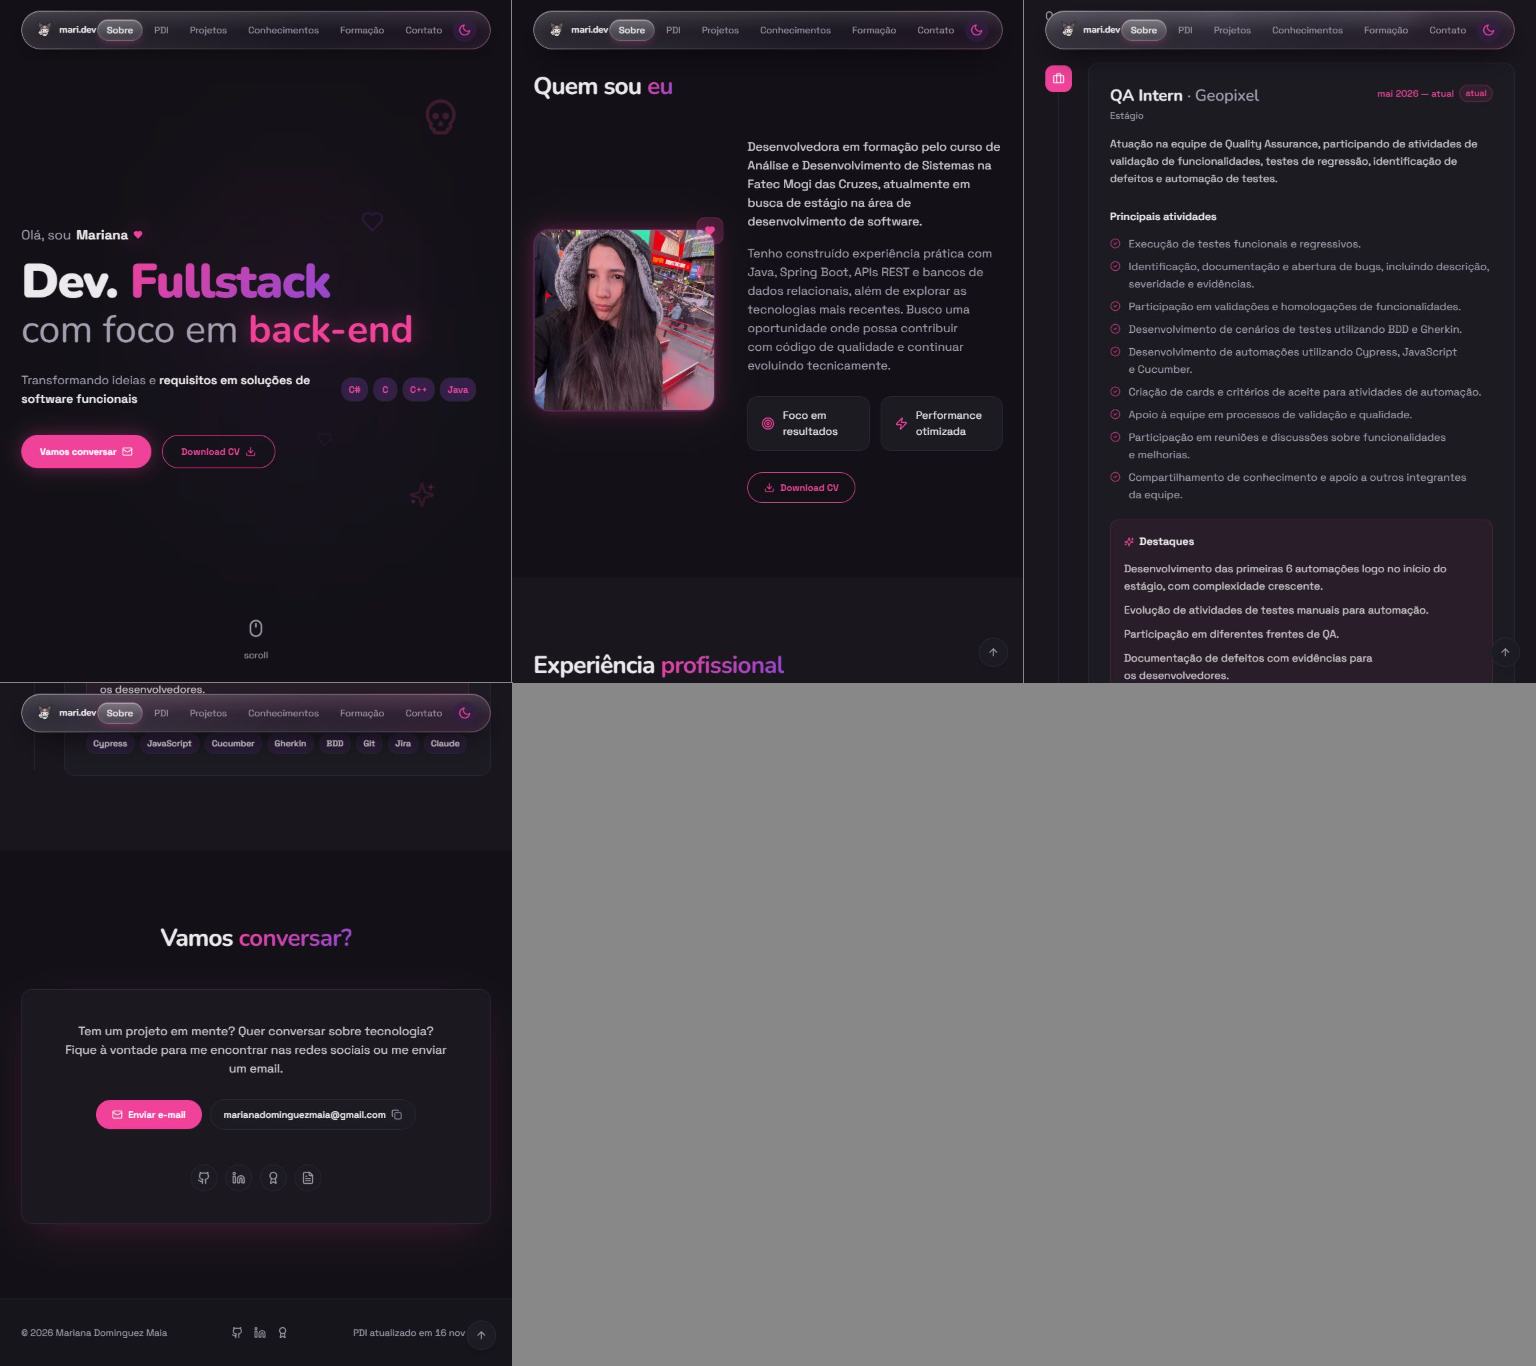 mari.dev Sobre PDI Projetos Conhecimentos Formação Contato
Olá, sou Mariana
Dev. Fullstack
com foco em back-end
Transformando ideias e requisitos em soluções de
software funcionais
C# C C++ Java
Vamos conversar
Download CV
scroll
mari.dev Sobre PDI Projetos Conhecimentos Formação Contato
Quem sou eu
Desenvolvedora em formação pelo curso de
Análise e Desenvolvimento de Sistemas na
Fatec Mogi das Cruzes, atualmente em
busca de estágio na área de
desenvolvimento de software.
Tenho construído experiência prática com
Java, Spring Boot, APIs REST e bancos de
dados relacionais, além de explorar as
tecnologias mais recentes. Busco uma
oportunidade onde possa contribuir
com código de qualidade e continuar
evoluindo tecnicamente.
Foco em
resultados
Performance
otimizada
Download CV
Experiência profissional
mari.dev Sobre PDI Projetos Conhecimentos Formação Contato
QA Intern · Geopixel
mai 2026 — atual atual
Estágio
Atuação na equipe de Quality Assurance, participando de atividades de
validação de funcionalidades, testes de regressão, identificação de
defeitos e automação de testes.
Principais atividades
Execução de testes funcionais e regressivos.
Identificação, documentação e abertura de bugs, incluindo descrição,
severidade e evidências.
Participação em validações e homologações de funcionalidades.
Desenvolvimento de cenários de testes utilizando BDD e Gherkin.
Desenvolvimento de automações utilizando Cypress, JavaScript
e Cucumber.
Criação de cards e critérios de aceite para atividades de automação.
Apoio à equipe em processos de validação e qualidade.
Participação em reuniões e discussões sobre funcionalidades
e melhorias.
Compartilhamento de conhecimento e apoio a outros integrantes
da equipe.
Destaques
Desenvolvimento das primeiras 6 automações logo no início do
estágio, com complexidade crescente.
Evolução de atividades de testes manuais para automação.
Participação em diferentes frentes de QA.
Documentação de defeitos com evidências para
os desenvolvedores.
os desenvolvedores.
mari.dev Sobre PDI Projetos Conhecimentos Formação Contato
Cypress JavaScript Cucumber Gherkin BDD Git Jira Claude
Vamos conversar?
Tem um projeto em mente? Quer conversar sobre tecnologia?
Fique à vontade para me encontrar nas redes sociais ou me enviar
um email.
Enviar e-mail
marianadominguezmaia@gmail.com
© 2026 Mariana Dominguez Maia
PDI atualizado em 16 nov